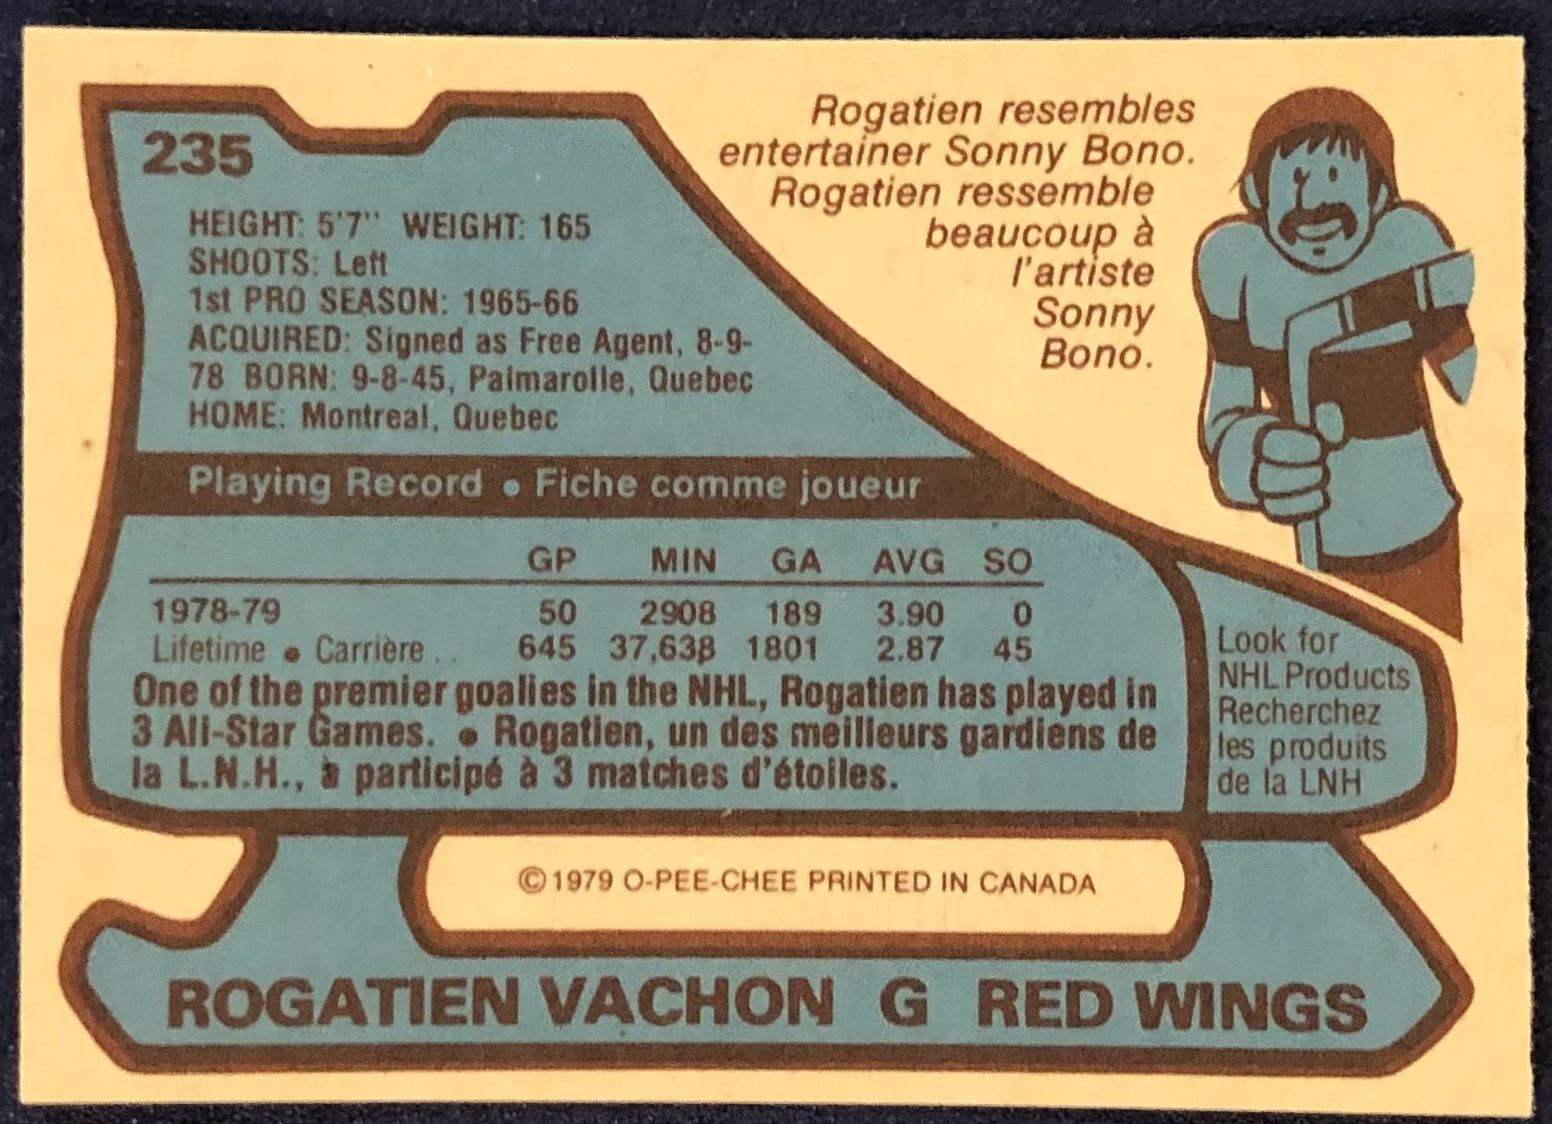 235
HEIGHT: 5'7" WEIGHT: 165
SHOOTS: Left
1st PRO SEASON: 1965-66
ACQUIRED: Signed as Free Agent, 8-9-
78 BORN: 9-8-45, Palmarolle, Quebec
HOME: Montreal, Quebec
Rogatien resembles
entertainer Sonny Bono.
Rogatien ressemble
beaucoup à
l'artiste
Sonny
Bono.
Playing Record • Fiche comme joueur
GP MIN GA AVG SO
1978-79 50 2908 189 3.90 0
Lifetime • Carrière .. 645 37,638 1801 2.87 45
One of the premier goalies in the NHL, Rogatien has played in
3 All-Star Games. • Rogatien, un des meilleurs gardiens de
la L.N.H., à participé à 3 matches d'étoiles.
Look for
NHL Products
Recherchez
les produits
de la LNH
©1979 O-PEE-CHEE PRINTED IN CANADA
ROGATIEN VACHON G RED WINGS